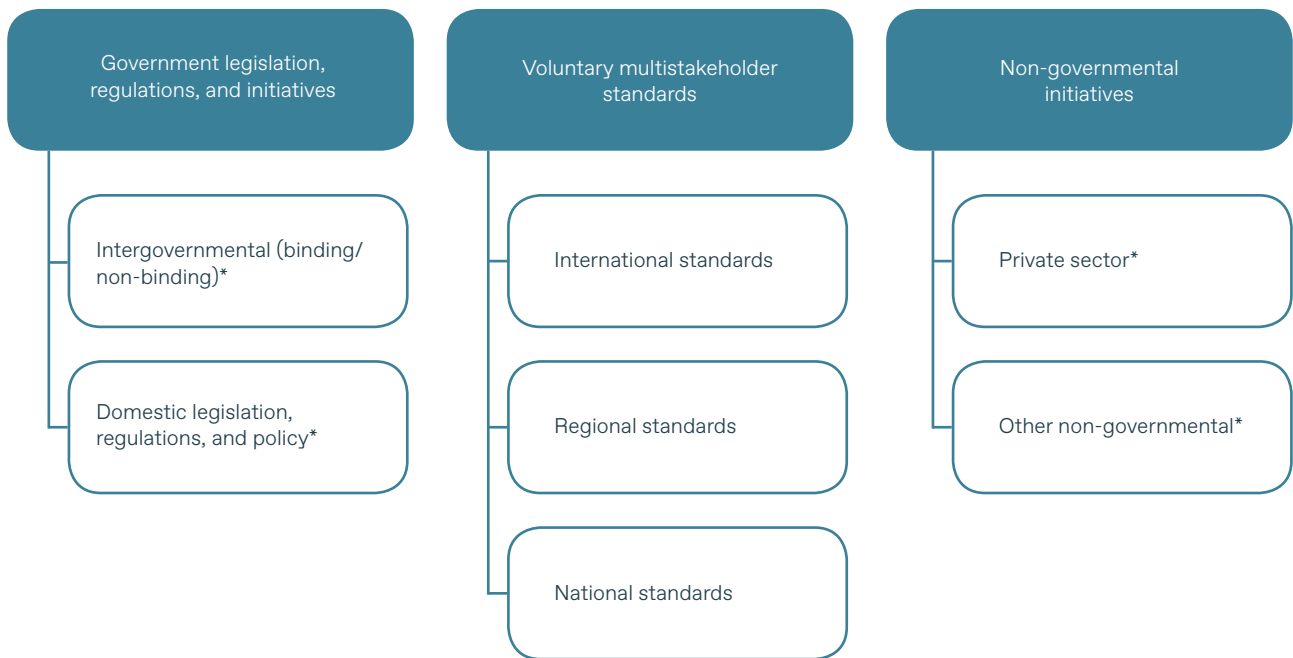 Government legislation,
regulations, and initiatives
Intergovernmental (binding/
non-binding)*
Domestic legislation,
regulations, and policy*
Voluntary multistakeholder
standards
International standards
Regional standards
National standards
Non-governmental
initiatives
Private sector*
Other non-governmental*